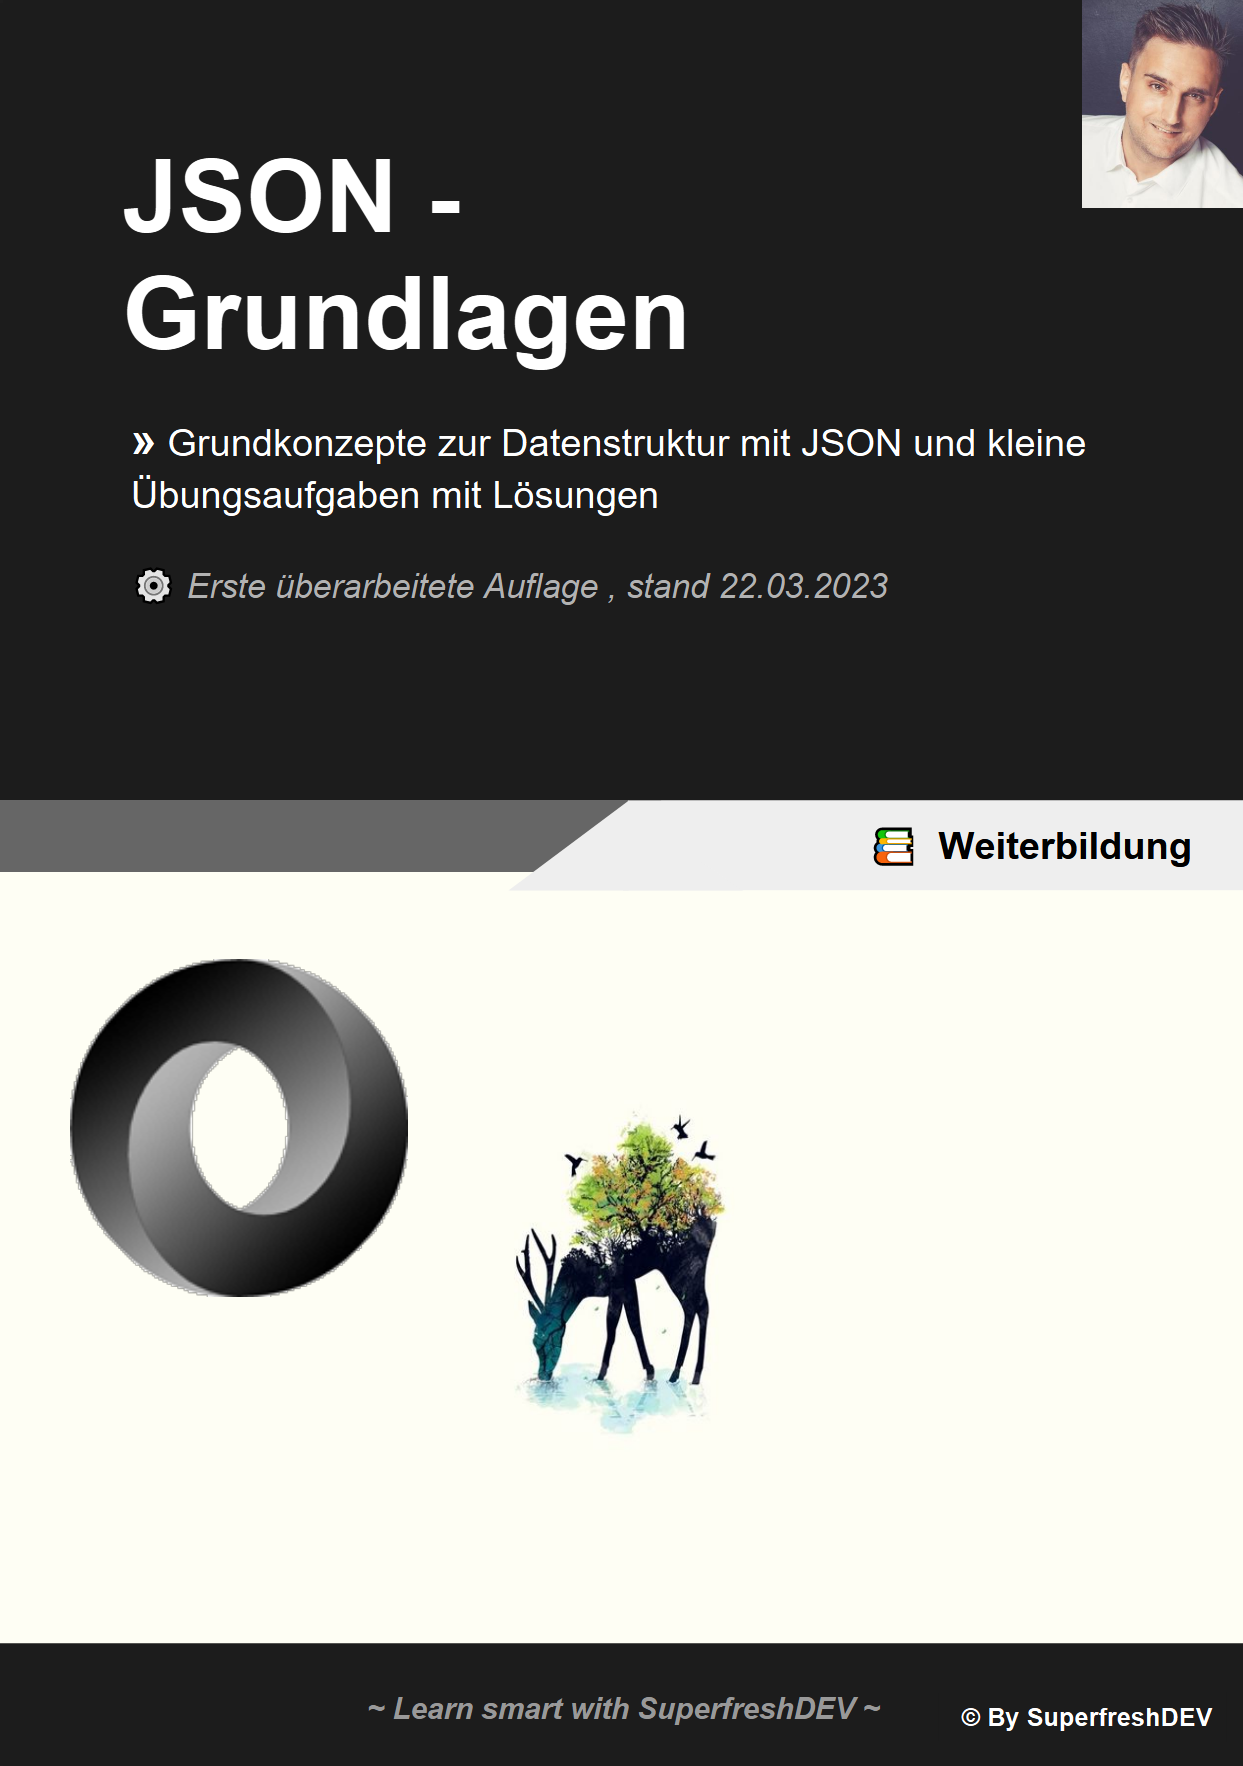 JSON -
Grundlagen
» Grundkonzepte zur Datenstruktur mit JSON und kleine
Übungsaufgaben mit Lösungen
Erste überarbeitete Auflage , stand 22.03.2023
Weiterbildung
~ Learn smart with SuperfreshDEV ~
© By SuperfreshDEV